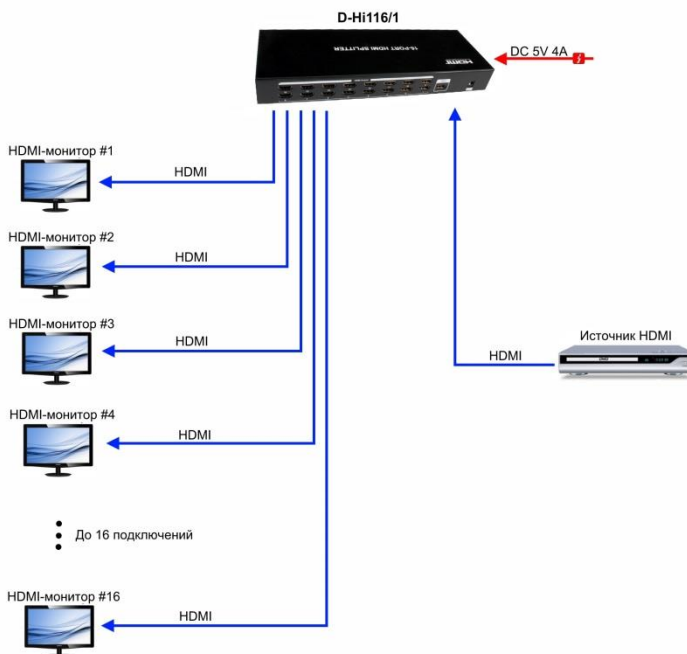 D-Hi116/1
16-PORT HDMI SPLITTER
HDMI
DC 5V 4A
HDMI-монитор #1
HDMI
HDMI-монитор #2
HDMI
HDMI-монитор #3
HDMI
Источник HDMI
HDMI
HDMI-монитор #4
HDMI
До 16 подключений
HDMI-монитор #16
HDMI